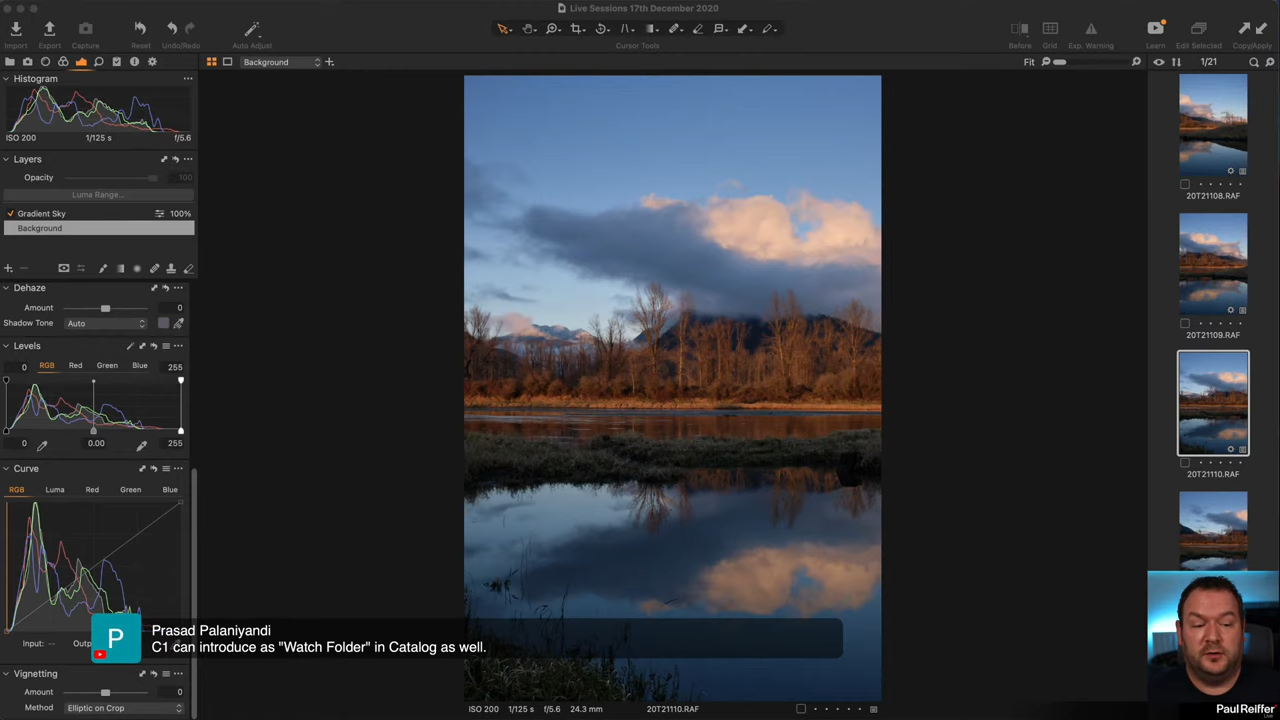 Live Sessions 17th December 2020
Import
Export
Capture
Reset
Undo/Redo
Auto Adjust
Cursor Tools
Before
Grid
Exp. Warning
Learn
Edit Selected
Copy/Apply
Background
Fit
1/21
Histogram
ISO 200
1/125 s
f/5.6
Layers
Opacity
100
Luma Range...
Gradient Sky
100%
Background
Dehaze
Amount
0
Shadow Tone
Auto
Levels
0
RGB
Red
Green
Blue
255
0
0.00
255
Curve
RGB
Luma
Red
Green
Blue
Input: --
P
Prasad Palaniyandi
C1 can introduce as "Watch Folder" in Catalog as well.
Vignetting
Amount
0
Method
Elliptic on Crop
ISO 200
1/125 s
f/5.6
24.3 mm
20T21110.RAF
20T21108.RAF
20T21109.RAF
20T21110.RAF
Paul Reiffer
Live